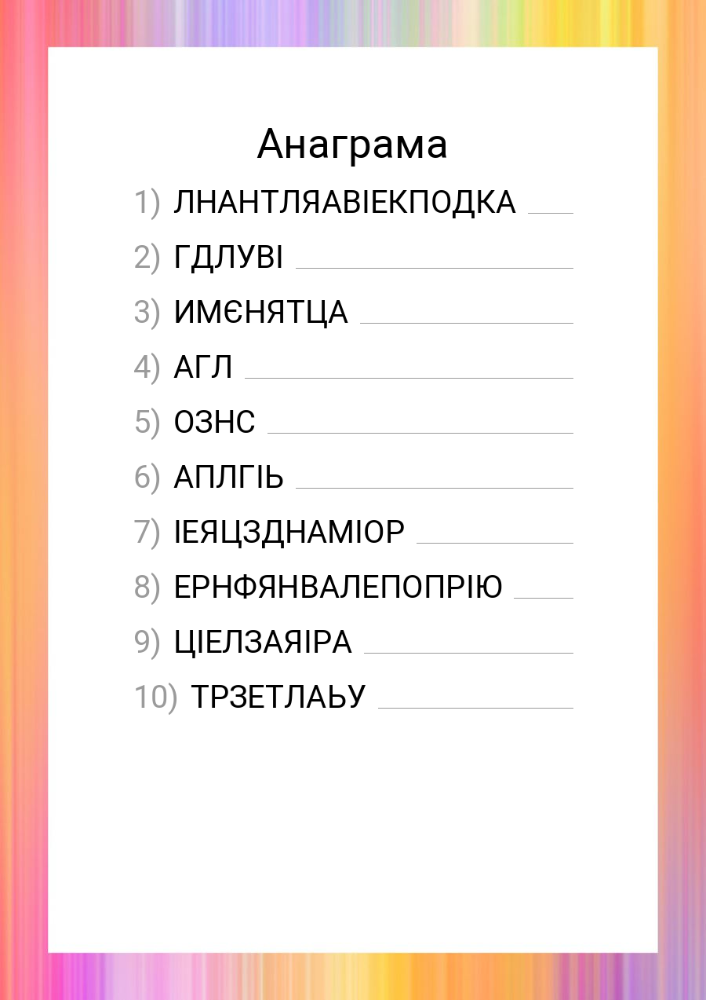 Анаграма
1) ЛНАНТЛЯАВІЕКПОДКА
2) ГДЛУВІ
3) ИМЄНЯТЦА
4) АГЛ
5) ОЗНС
6) АПЛГІЬ
7) ІЕЯЦЗДНАМІОР
8) ЕРНФЯНВАЛЕПОПРІЮ
9) ЦІЕЛЗАЯІРА
10) ТРЗЕТЛАЬУ